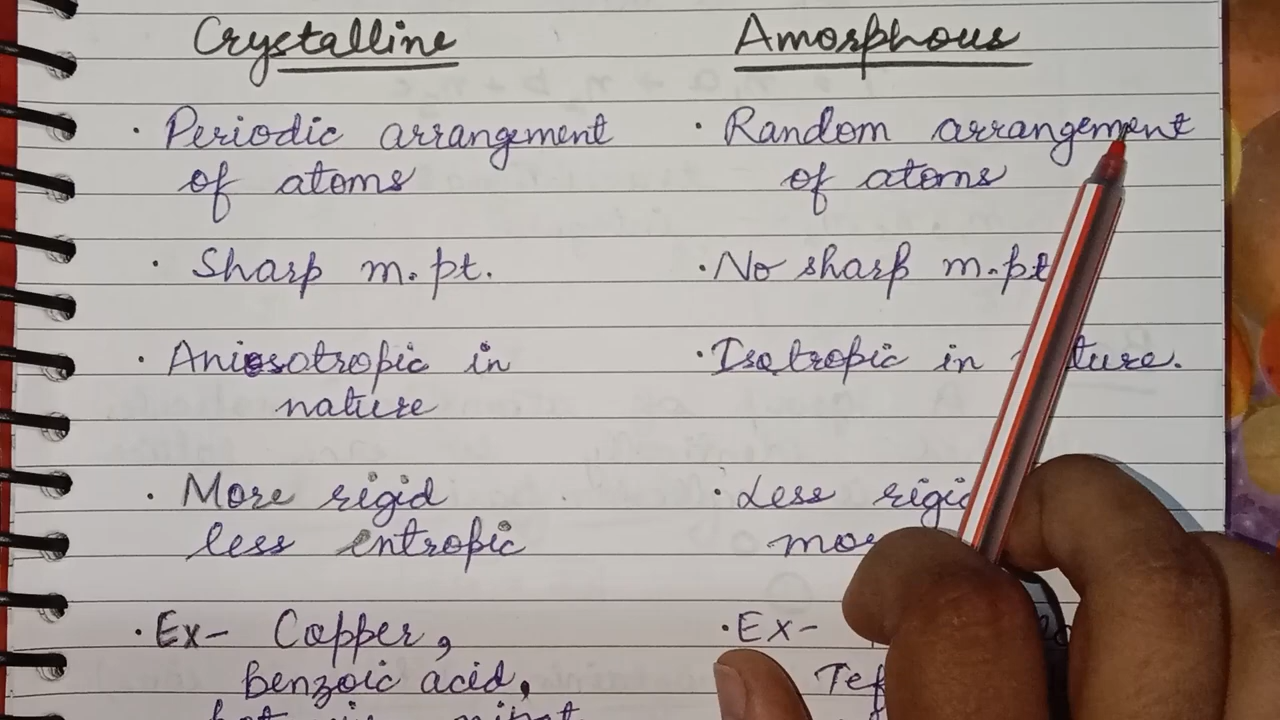 Crystalline Amorphous
· Periodic arrangement · Random arrangement
of atoms of atoms
· Sharp m.pt. · No sharp m.pt
· Anisotropic in · Isotropic in
nature
· More rigid · Less
less entropic
· Ex- Copper, · Ex-
Benzoic acid,